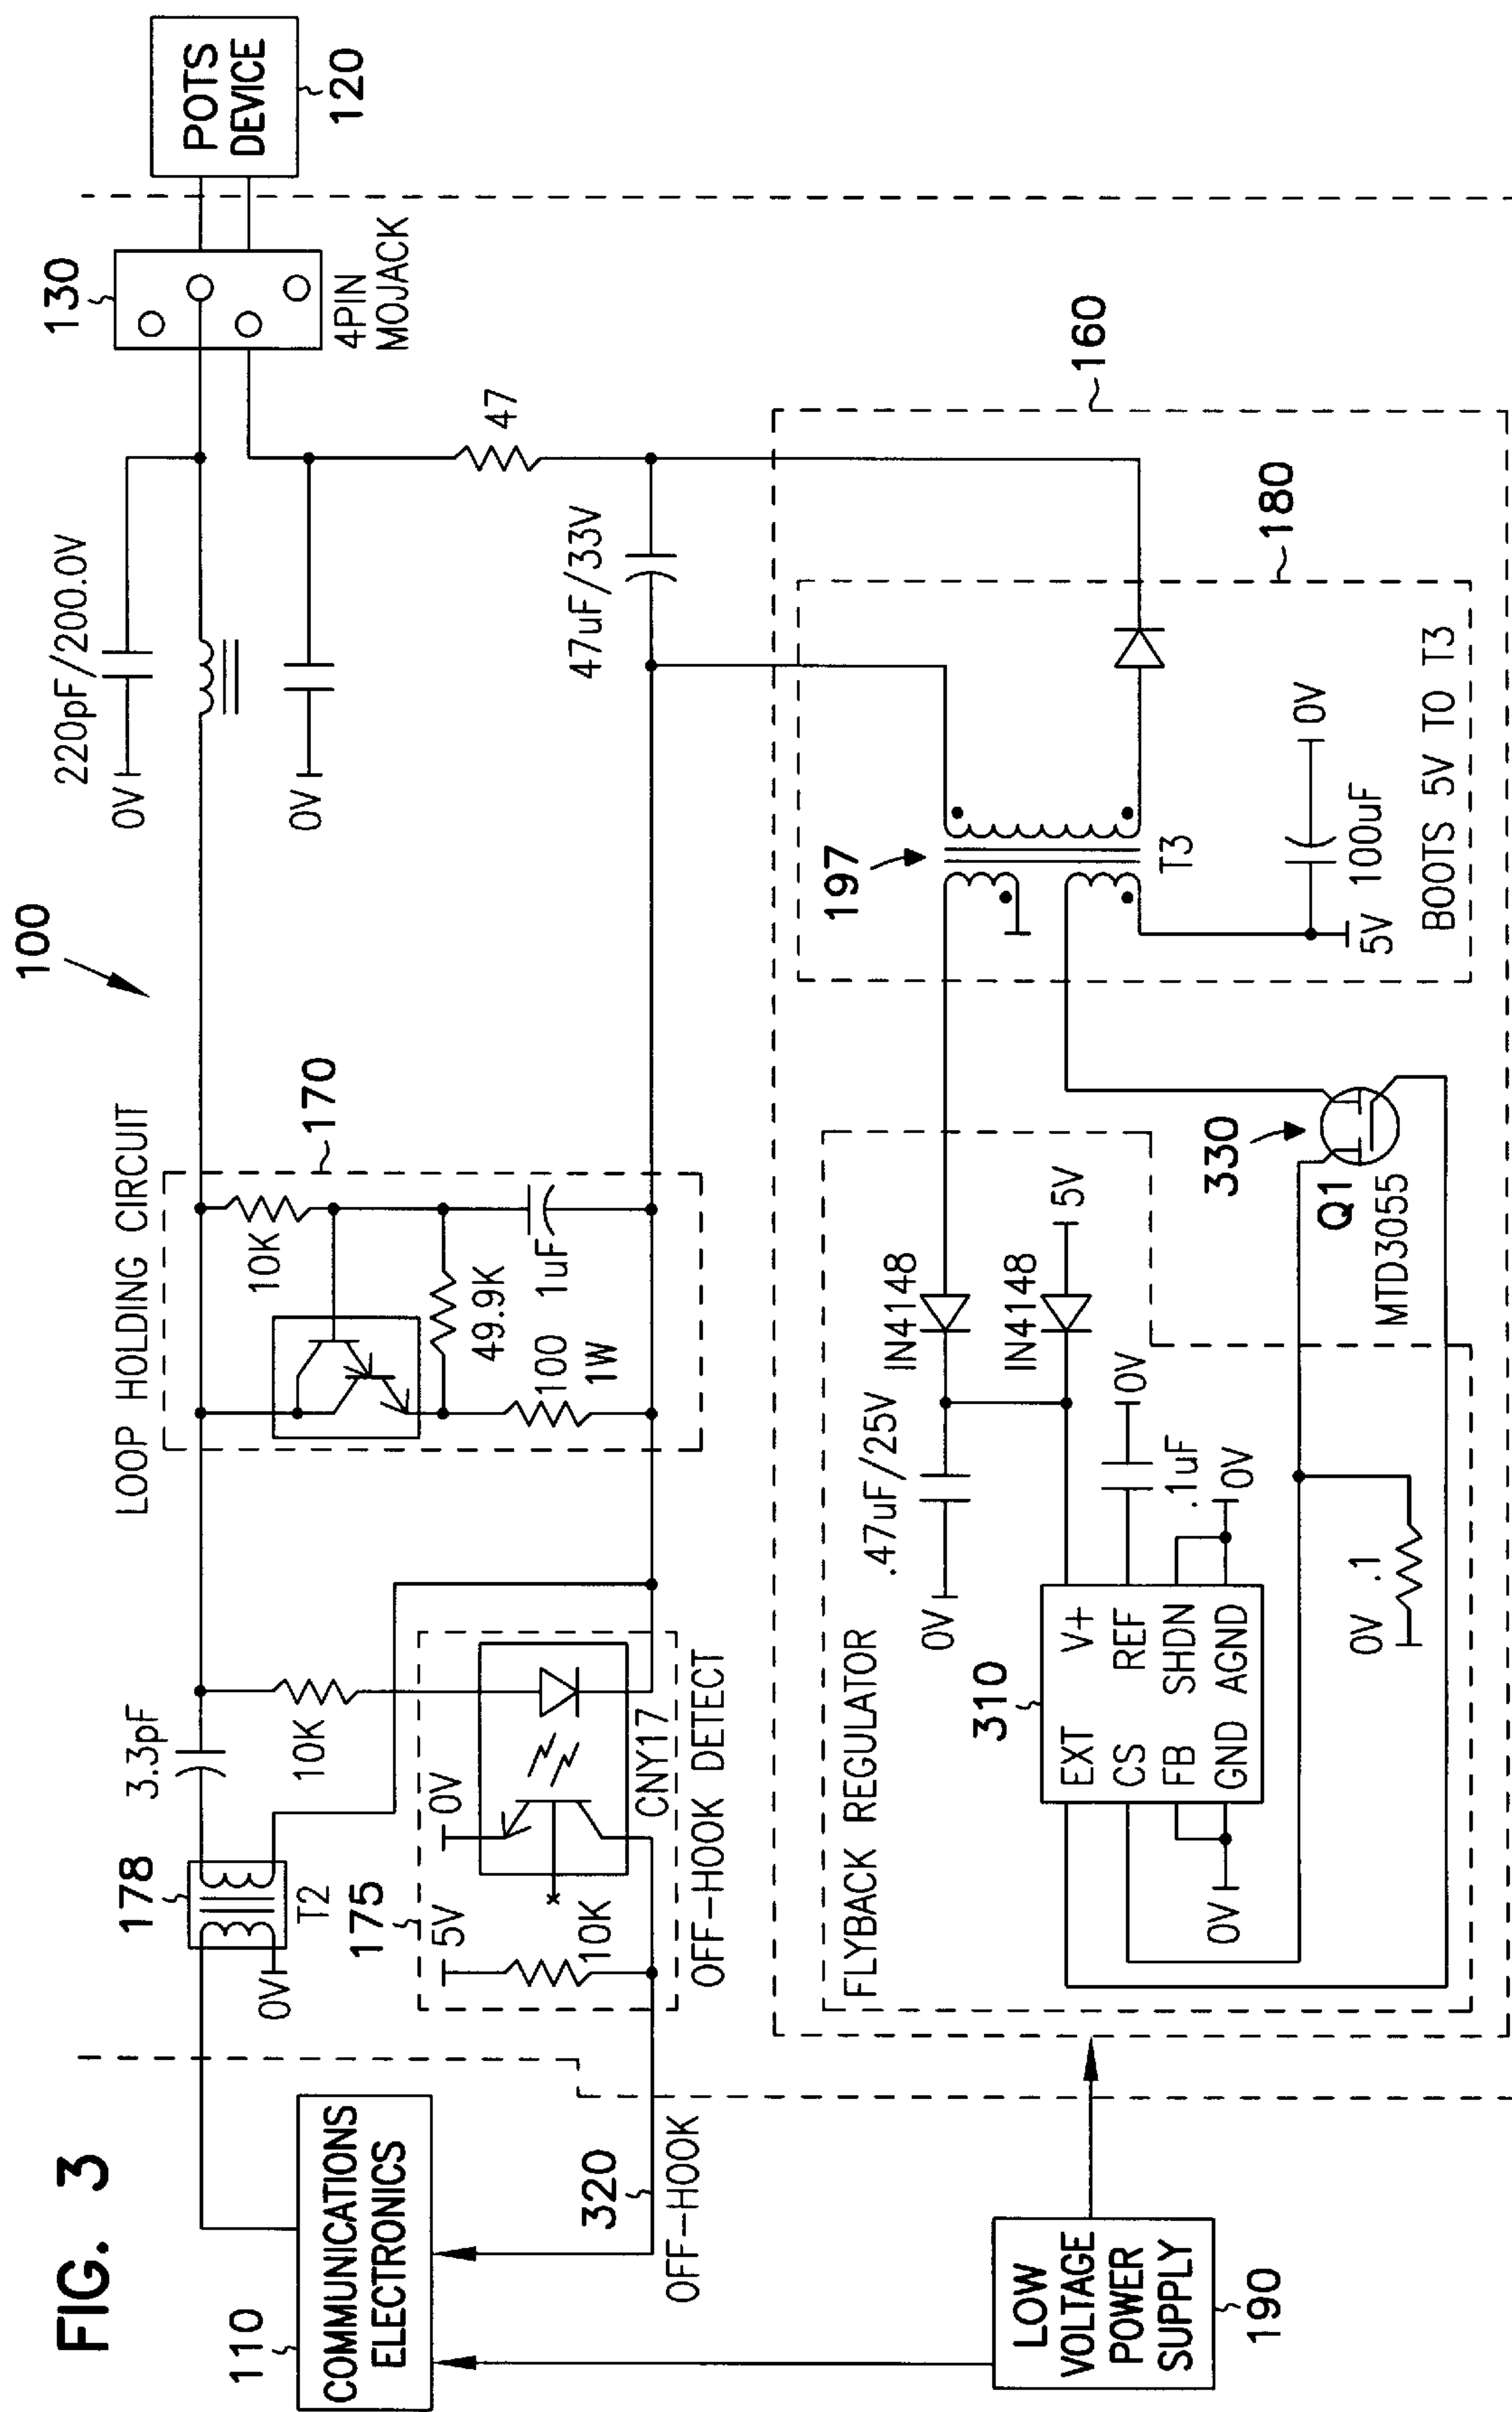 FIG. 3
100
110
COMMUNICATIONS
ELECTRONICS
178
T2
0V
3.3pF
10K
LOOP HOLDING CIRCUIT
170
10K
49.9K
1uF
100
1W
220pF/200.0V
0V
0V
130
4PIN
MOJACK
POTS
DEVICE
120
47
47uF/33V
175
5V
10K
0V
CNY17
OFF-HOOK DETECT
320
OFF-HOOK
160
180
197
T3
5V
100uF
0V
BOOTS 5V TO T3
FLYBACK REGULATOR
.47uF/25V
0V
IN4148
IN4148
5V
310
EXT V+
CS REF
FB SHDN
GND AGND
0V
.1uF
0V
0V
0V
.1
330
Q1
MTD3055
LOW
VOLTAGE
POWER
SUPPLY
190